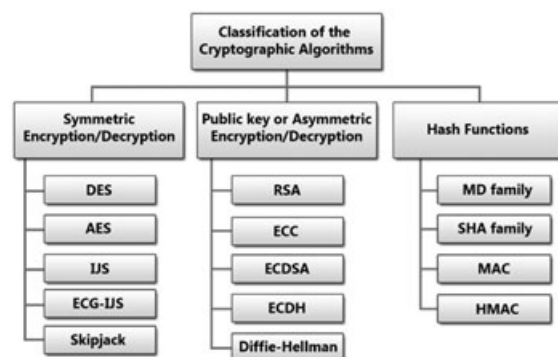 Classification of the
Cryptographic Algorithms
Symmetric
Encryption/Decryption
DES
AES
IJS
ECG-IJS
Skipjack
Public key or Asymmetric
Encryption/Decryption
RSA
ECC
ECDSA
ECDH
Diffie-Hellman
Hash Functions
MD family
SHA family
MAC
HMAC